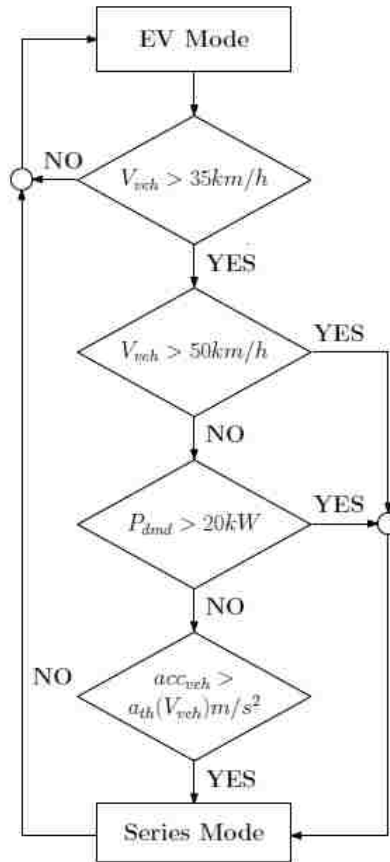 EV Mode
NO
V_veh > 35km/h
YES
YES
V_veh > 50km/h
NO
YES
P_dmd > 20kW
NO
NO
acc_veh >
a_th(V_veh)m/s²
YES
Series Mode